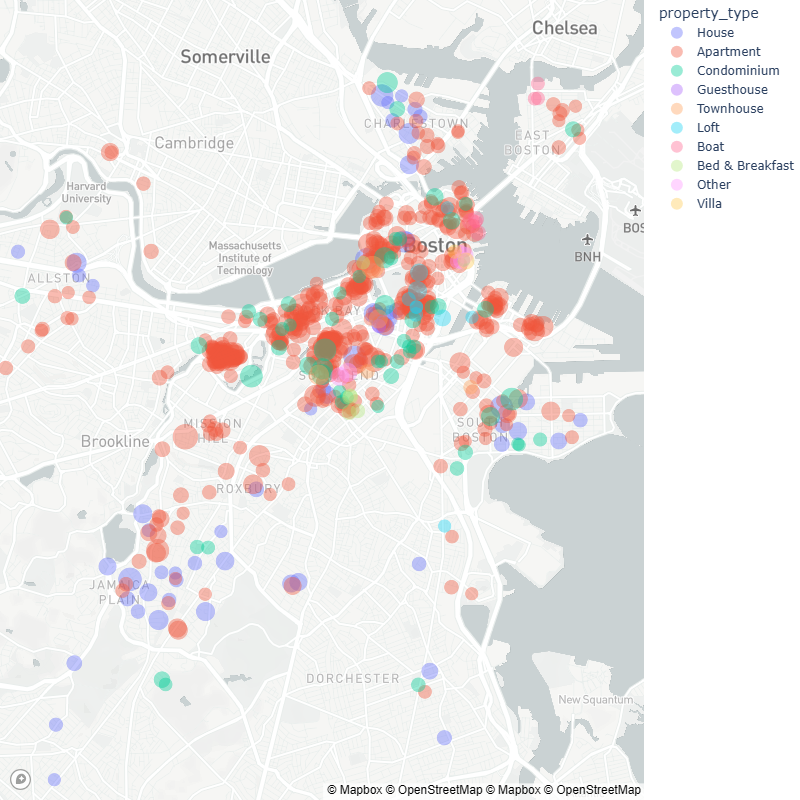 property_type
House
Apartment
Condominium
Guesthouse
Townhouse
Loft
Boat
Bed & Breakfast
Other
Villa
Chelsea
Somerville
CHARLESTOWN
EAST
BOSTON
Cambridge
Harvard
University
BOS
Massachusetts
Institute of
Technology
Boston
BNH
ALLSTON
BAY
SOUTH END
MISSION
HILL
SOUTH
BOSTON
Brookline
ROXBURY
JAMAICA
PLAIN
DORCHESTER
New Squantum
© Mapbox © OpenStreetMap © Mapbox © OpenStreetMap